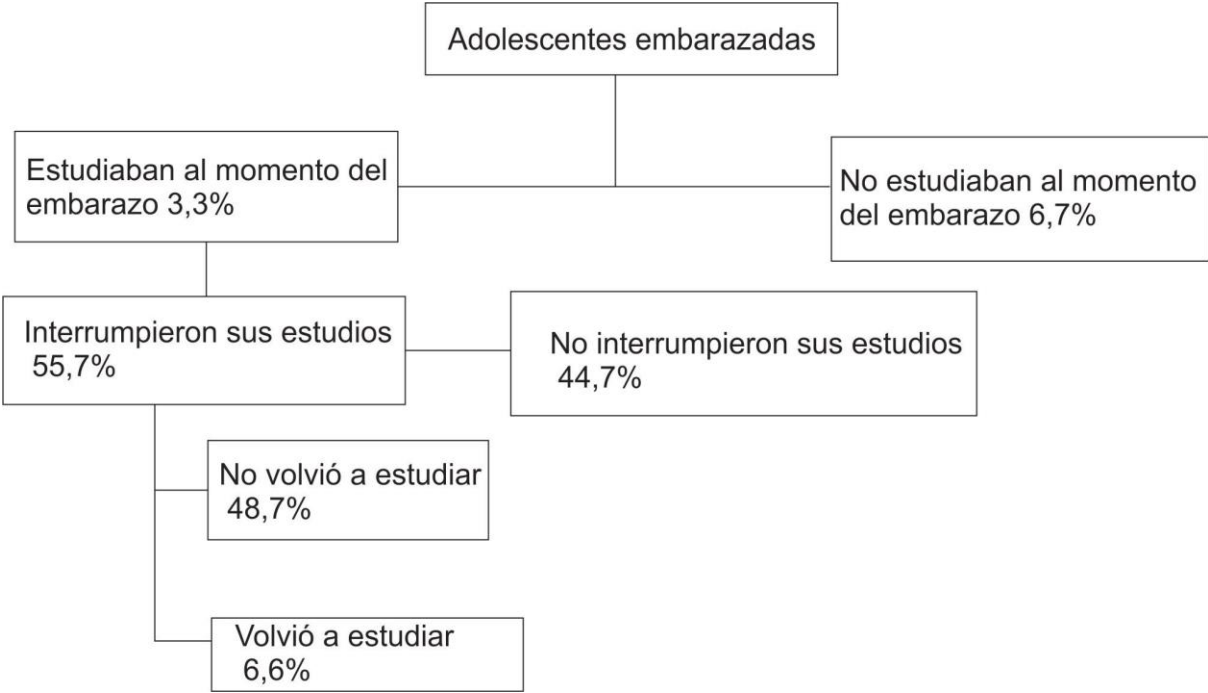 Adolescentes embarazadas
Estudiaban al momento del
embarazo 3,3%
No estudiaban al momento
del embarazo 6,7%
Interrumpieron sus estudios
55,7%
No interrumpieron sus estudios
44,7%
No volvió a estudiar
48,7%
Volvió a estudiar
6,6%